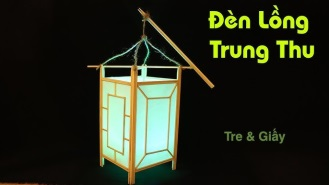 Đèn Lồng
Trung Thu
Tre & Giấy